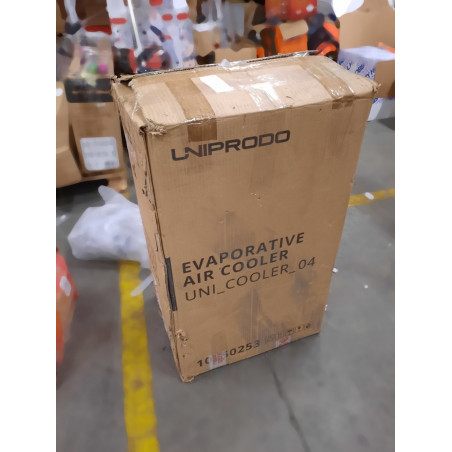 UNIPRODO
EVAPORATIVE
AIR COOLER
UNI_COOLER_04